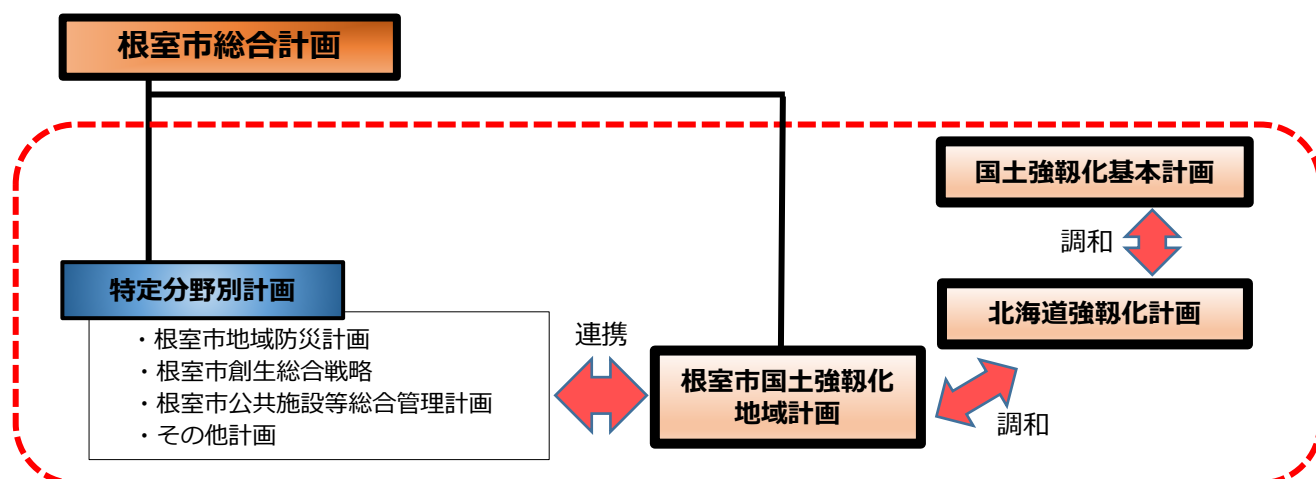 根室市総合計画
国土強靱化基本計画
調和
特定分野別計画
北海道強靱化計画
・根室市地域防災計画
・根室市創生総合戦略
・根室市公共施設等総合管理計画
・その他計画
連携
根室市国土強靱化
地域計画
調和